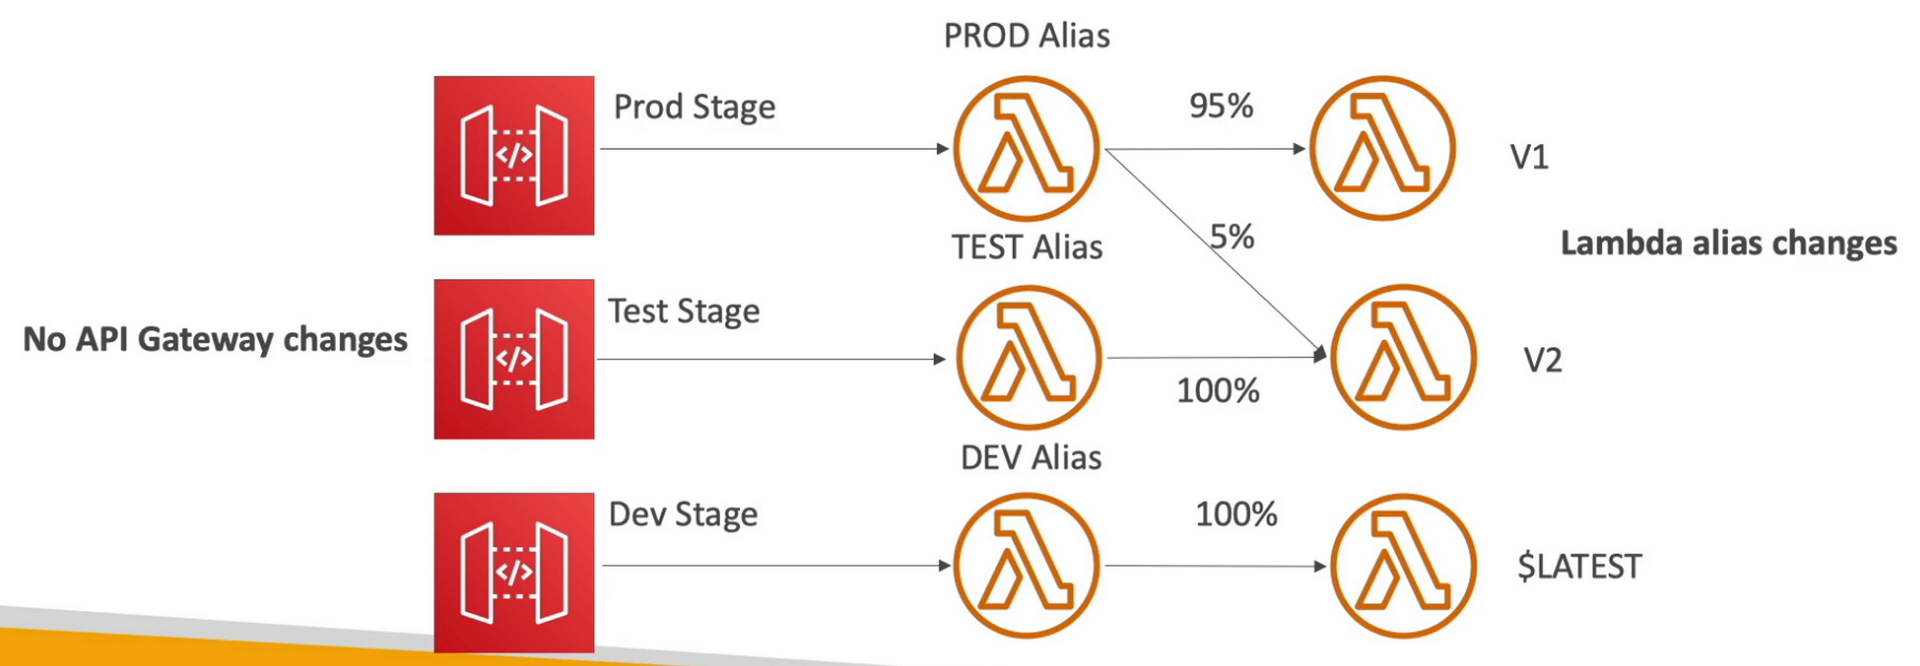 PROD Alias
Prod Stage
95%
V1
5%
TEST Alias
Lambda alias changes
Test Stage
No API Gateway changes
V2
100%
DEV Alias
Dev Stage
100%
$LATEST